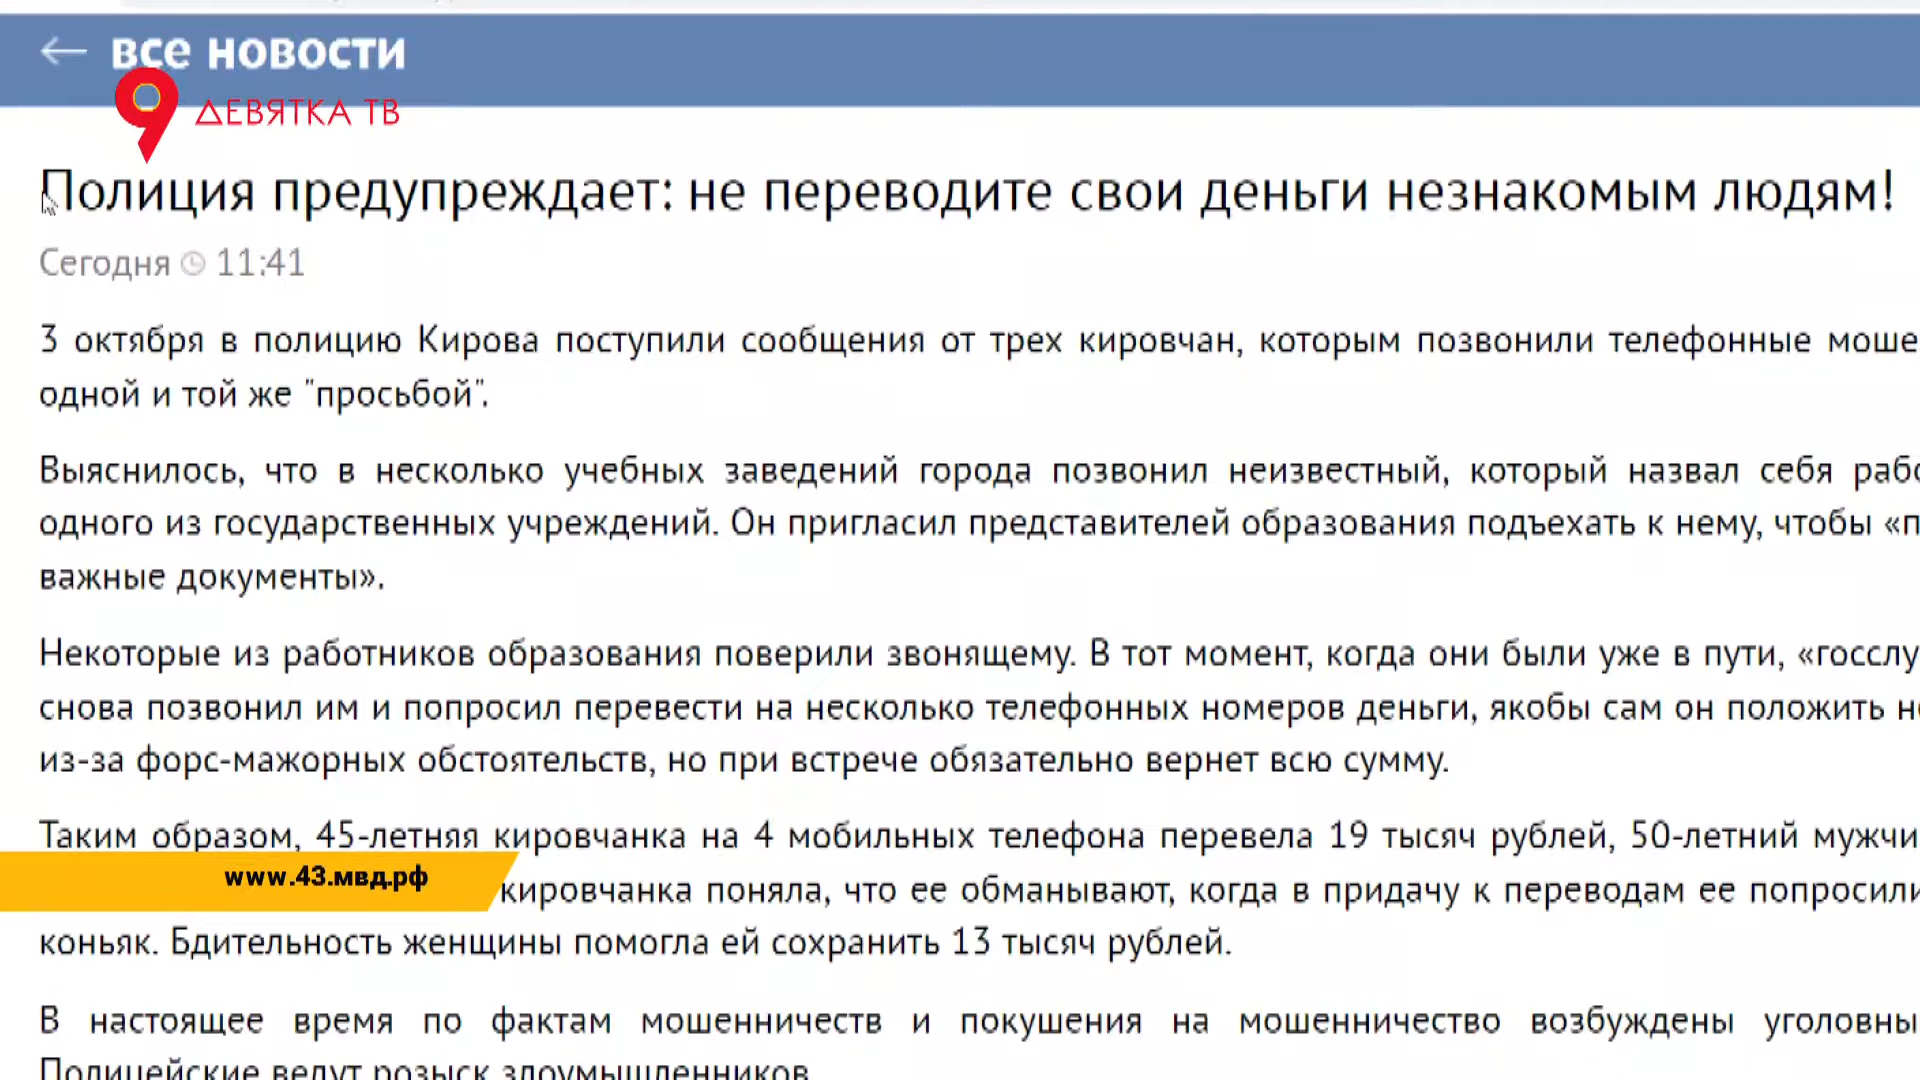 все новости
ДЕВЯТКА ТВ
Полиция предупреждает: не переводите свои деньги незнакомым людям!
Сегодня 11:41
3 октября в полицию Кирова поступили сообщения от трех кировчан, которым позвонили телефонные
одной и той же "просьбой".
Выяснилось, что в несколько учебных заведений города позвонил неизвестный, который назвал себя
одного из государственных учреждений. Он пригласил представителей образования подъехать к нему, чтобы
важные документы».
Некоторые из работников образования поверили звонящему. В тот момент, когда они были уже в пути,
снова позвонил им и попросил перевести на несколько телефонных номеров деньги, якобы сам он положить
из-за форс-мажорных обстоятельств, но при встрече обязательно вернет всю сумму.
Таким образом, 45-летняя кировчанка на 4 мобильных телефона перевела 19 тысяч рублей, 50-летний
www.43.мвд.рф
кировчанка поняла, что ее обманывают, когда в придачу к переводам ее попросили
коньяк. Бдительность женщины помогла ей сохранить 13 тысяч рублей.
В настоящее время по фактам мошенничеств и покушения на мошенничество возбуждены
Полицейские ведут розыск злоумышленников.